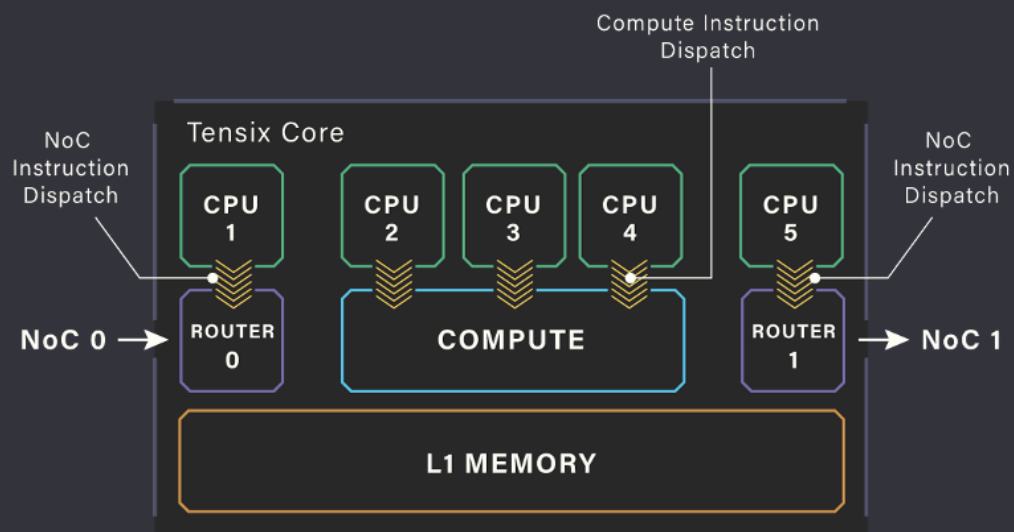 Compute Instruction
Dispatch
Tensix Core
NoC
Instruction
Dispatch
NoC
Instruction
Dispatch
CPU
1
CPU
2
CPU
3
CPU
4
CPU
5
NoC 0
ROUTER
0
COMPUTE
ROUTER
1
NoC 1
L1 MEMORY